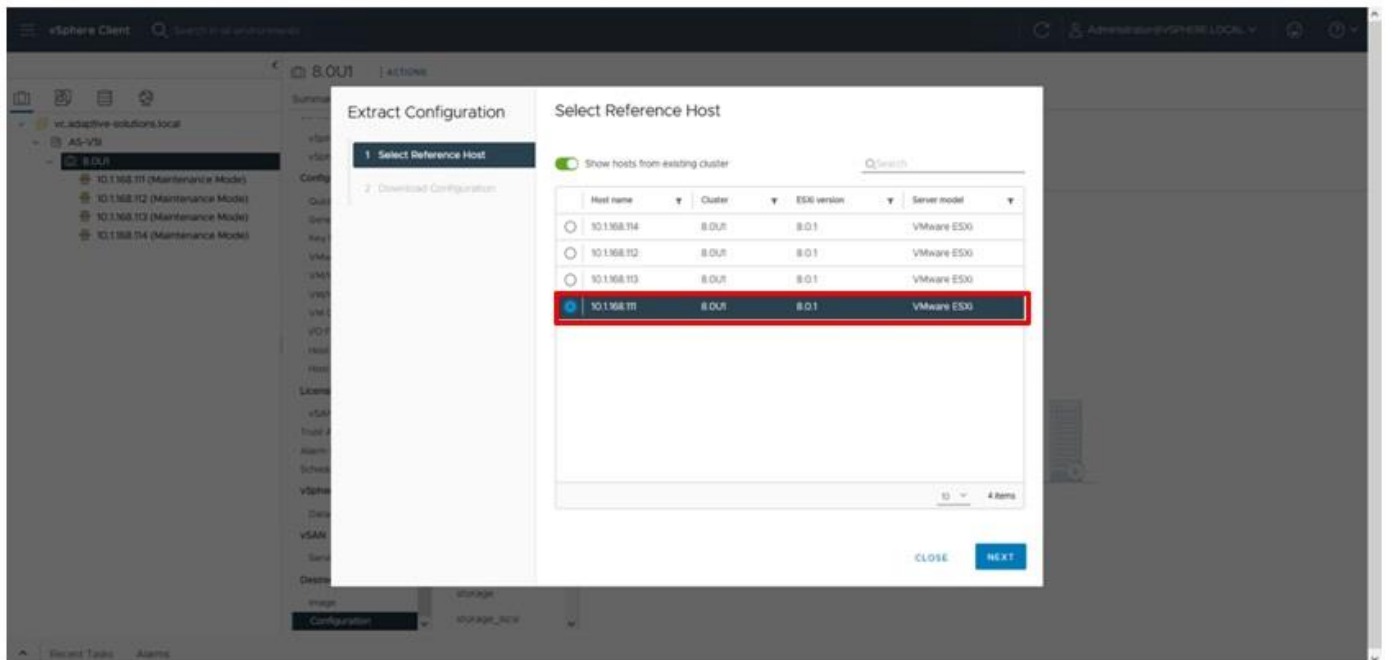 vSphere Client
Administrator@VSPHERE.LOCAL
8.0U1
ACTIONS
vc.adaptive-solutions.local
AS-VSI
8.0U1
10.1.168.111 (Maintenance Mode)
10.1.168.112 (Maintenance Mode)
10.1.168.113 (Maintenance Mode)
10.1.168.114 (Maintenance Mode)
Extract Configuration
1 Select Reference Host
2 Download Configuration
Select Reference Host
Show hosts from existing cluster
Search
Host name Cluster ESXi version Server model
10.1.168.114 8.0U1 8.0.1 VMware ESXi
10.1.168.112 8.0U1 8.0.1 VMware ESXi
10.1.168.113 8.0U1 8.0.1 VMware ESXi
10.1.168.111 8.0U1 8.0.1 VMware ESXi
10 4 items
CLOSE NEXT
vSAN
Image
Configuration
storage
Recent Tasks Alarms